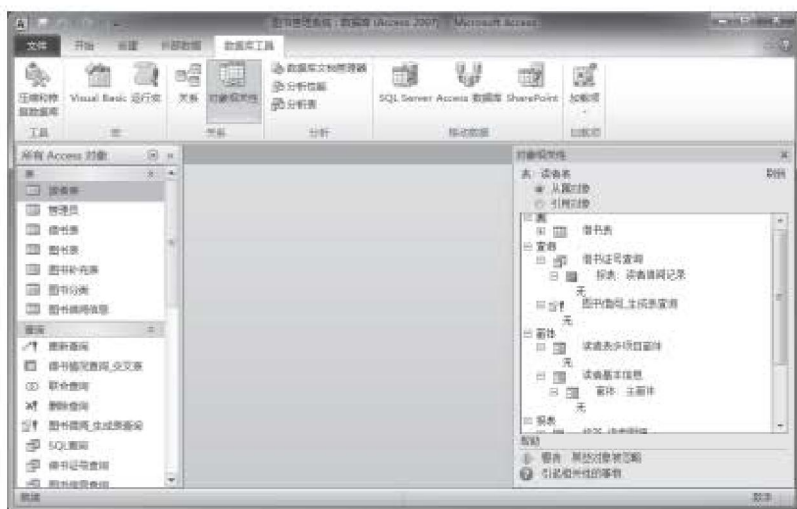 图书管理系统 : 数据库 (Access 2007) - Microsoft Access
文件 开始 创建 外部数据 数据库工具
压缩和修复数据库
Visual Basic 运行宏
关系 对象相关性
数据库文档管理器
分析性能
分析表
SQL Server Access 数据库 SharePoint
加载项
工具 宏 关系 分析 移动数据 加载项
所有 Access 对象
表
读者表
管理员
借书表
图书表
图书补充表
图书分类
图书借阅信息
查询
更新查询
借书情况查询_交叉表
联合查询
删除查询
图书借阅_生成表查询
SQL查询
借书证号查询
就绪
对象相关性
表: 读者表 刷新
从属对象
引用对象
表
借书表
查询
借书证号查询
报表: 读者借阅记录
无
图书借阅_生成表查询
无
窗体
读者表多项目窗体
无
读者基本信息
窗体: 主窗体
无
报表
帮助
警告: 某些对象被忽略
引起相关性的事物
数字